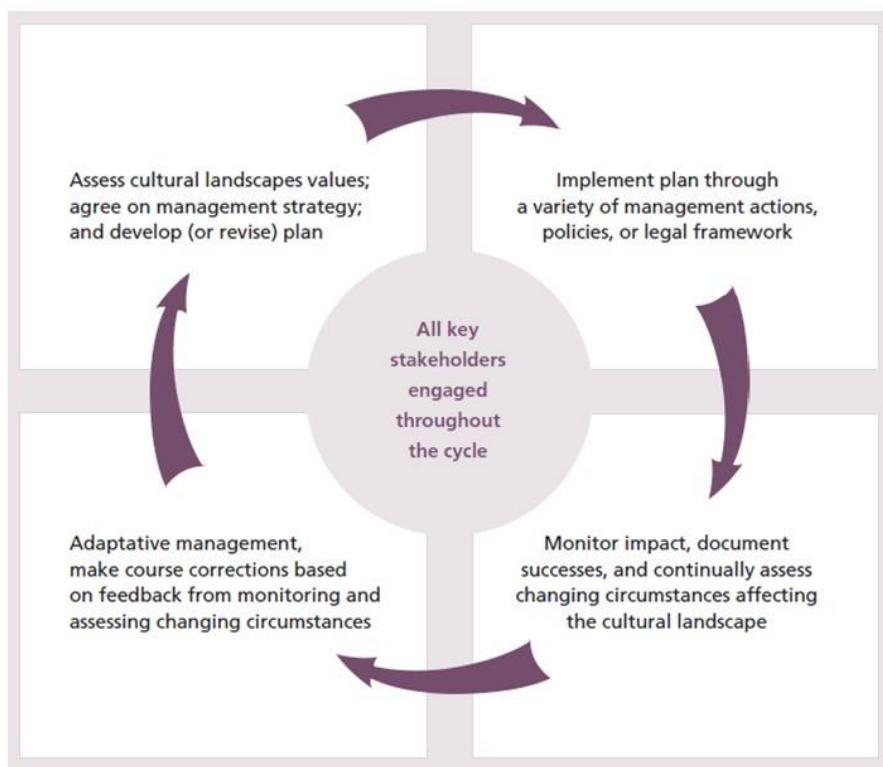 Assess cultural landscapes values;
agree on management strategy;
and develop (or revise) plan
Implement plan through
a variety of management actions,
policies, or legal framework
All key
stakeholders
engaged
throughout
the cycle
Adaptative management,
make course corrections based
on feedback from monitoring and
assessing changing circumstances
Monitor impact, document
successes, and continually assess
changing circumstances affecting
the cultural landscape